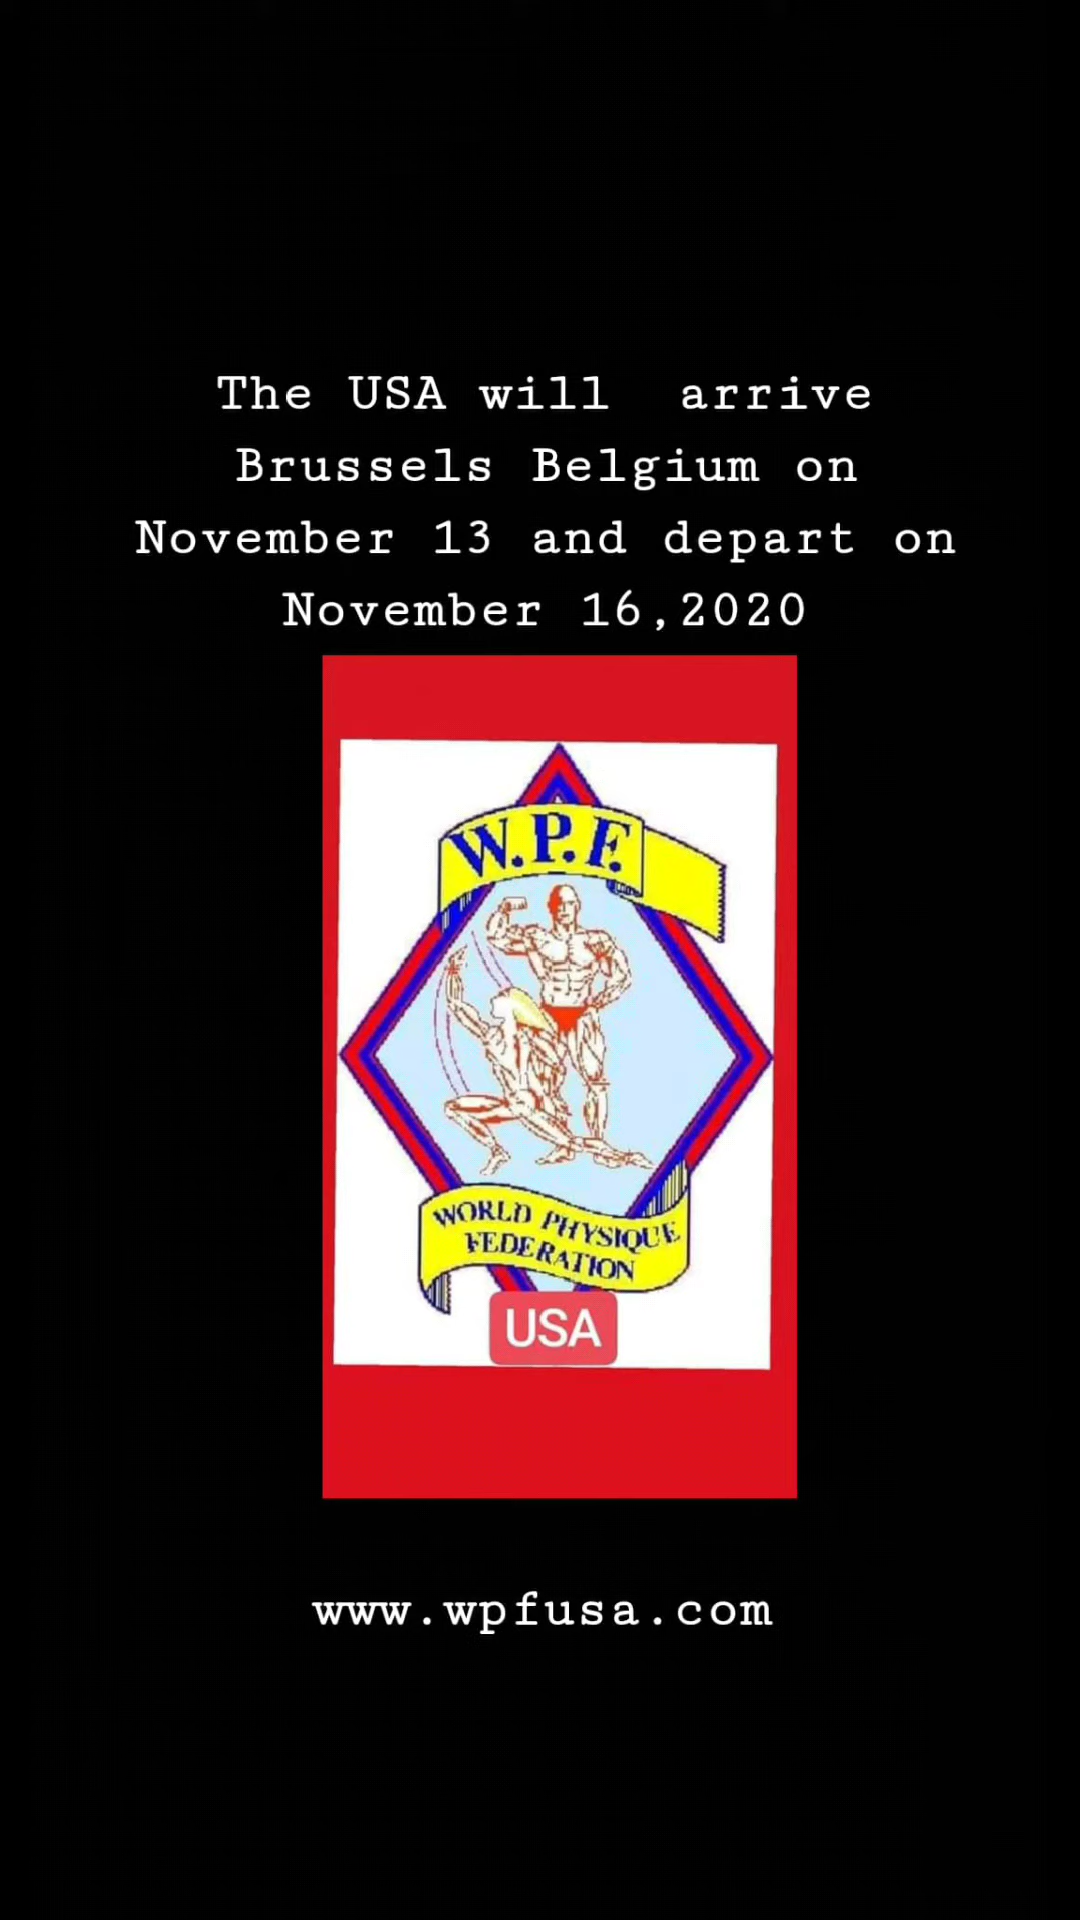 The USA will  arrive
Brussels Belgium on
November 13 and depart on
November 16,2020
W.P.F.
WORLD PHYSIQUE
FEDERATION
USA
www.wpfusa.com